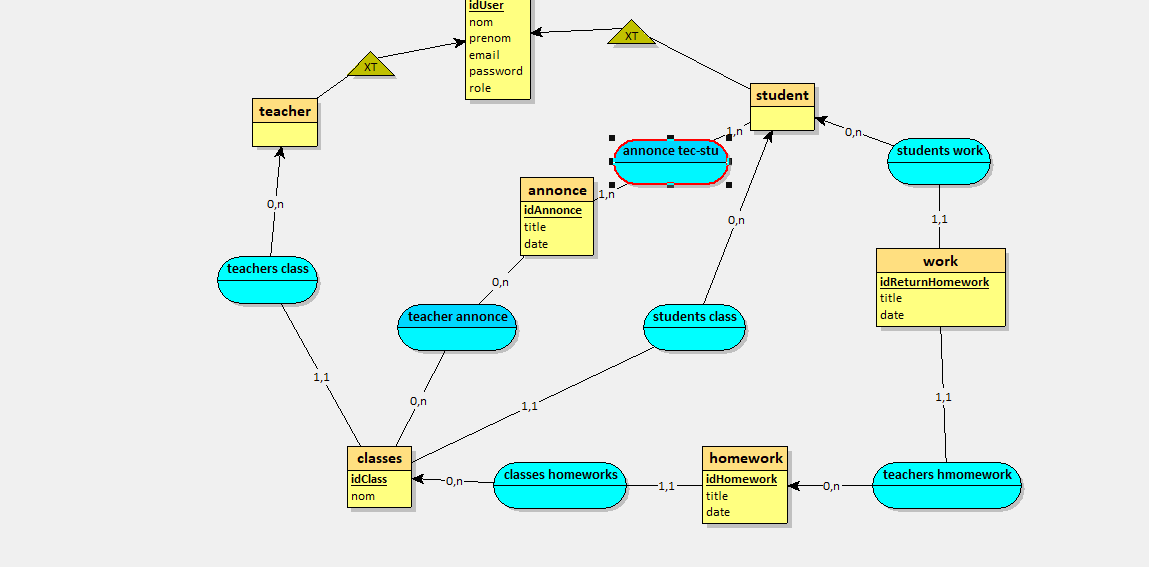 idUser
nom
prenom
email
password
role
XT
XT
teacher
student
1,n
0,n
annonce tec-stu
students work
annonce
1,n
idAnnonce
title
date
0,n
0,n
1,1
teachers class
work
idReturnHomework
title
date
0,n
teacher annonce
students class
1,1
0,n
1,1
1,1
classes
idClass
nom
0,n
classes homeworks
1,1
homework
idHomework
title
date
0,n
teachers hmomework